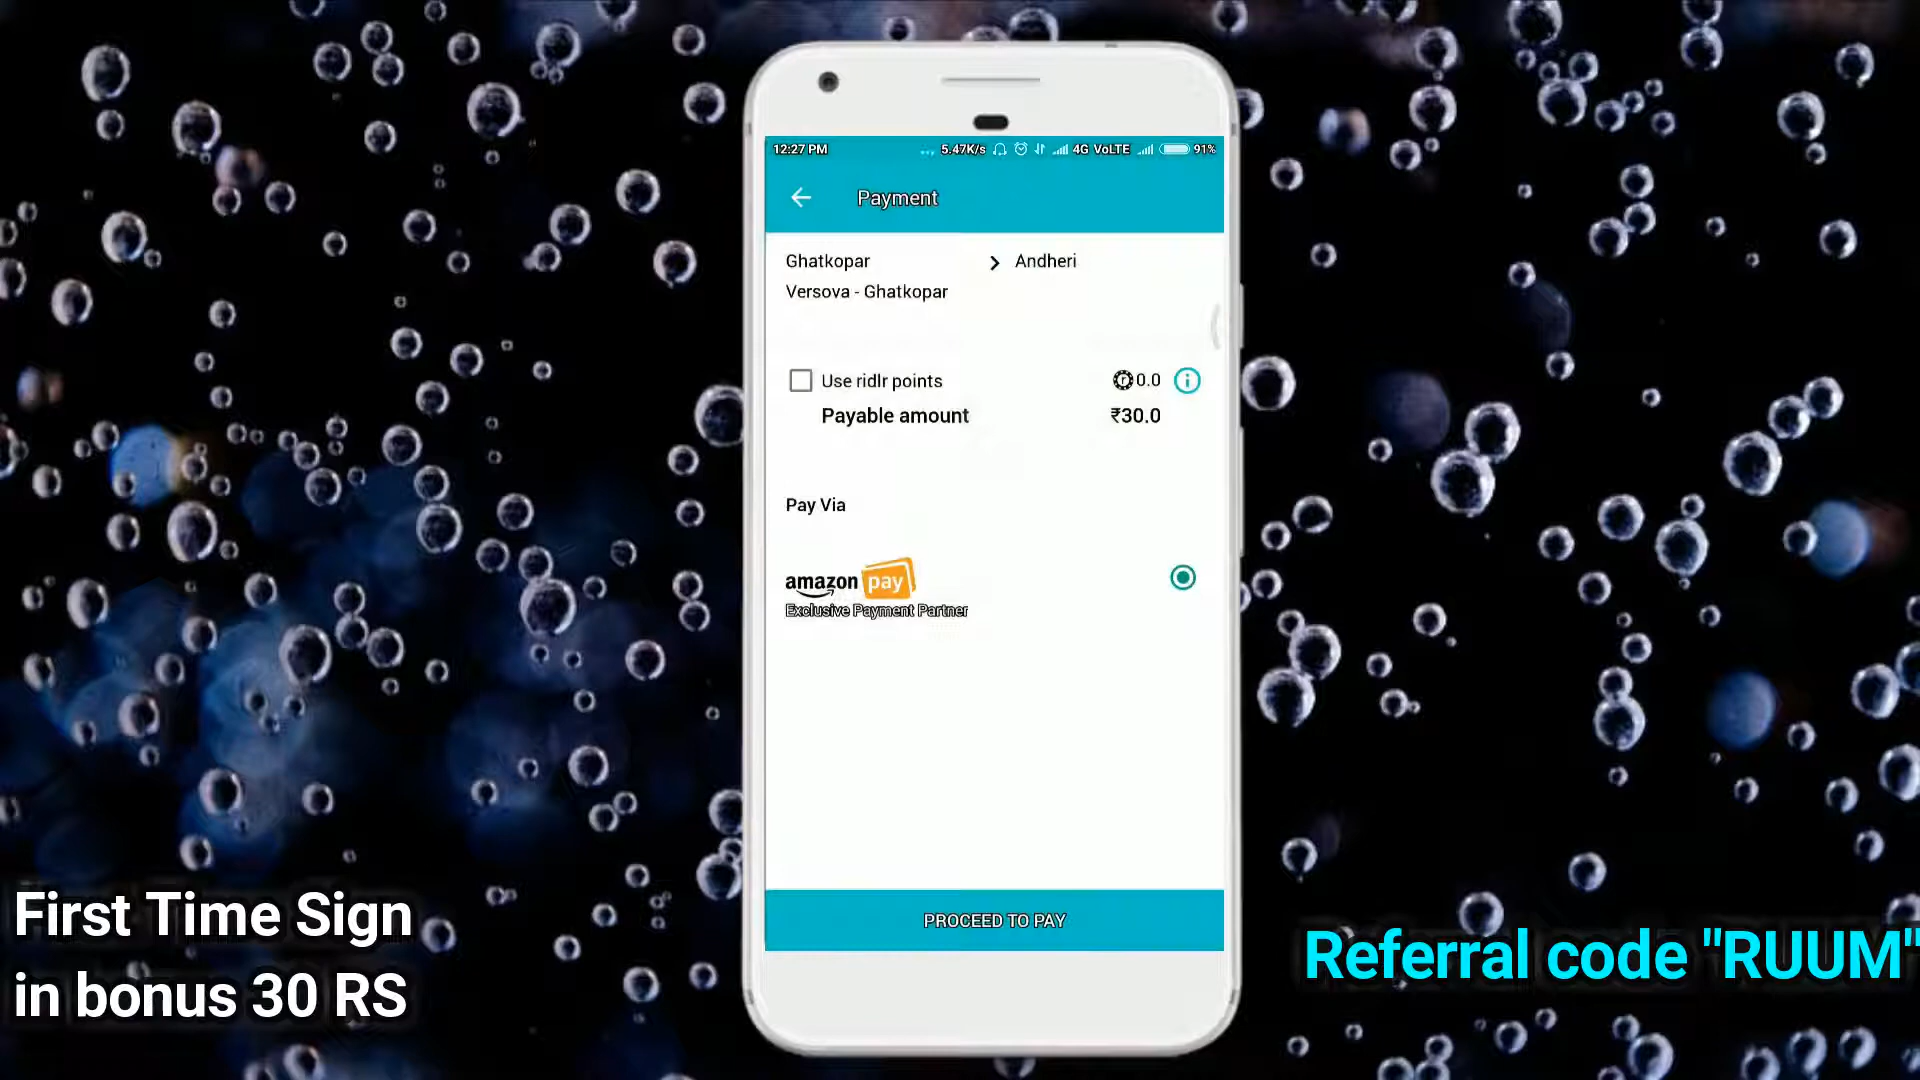 12:27 PM
5.47K/s 4G VoLTE 91%
Payment
Ghatkopar > Andheri
Versova - Ghatkopar
Use ridlr points 0.0
Payable amount ₹30.0
Pay Via
amazon pay
Exclusive Payment Partner
PROCEED TO PAY
First Time Sign
in bonus 30 RS
Referral code "RUUM"